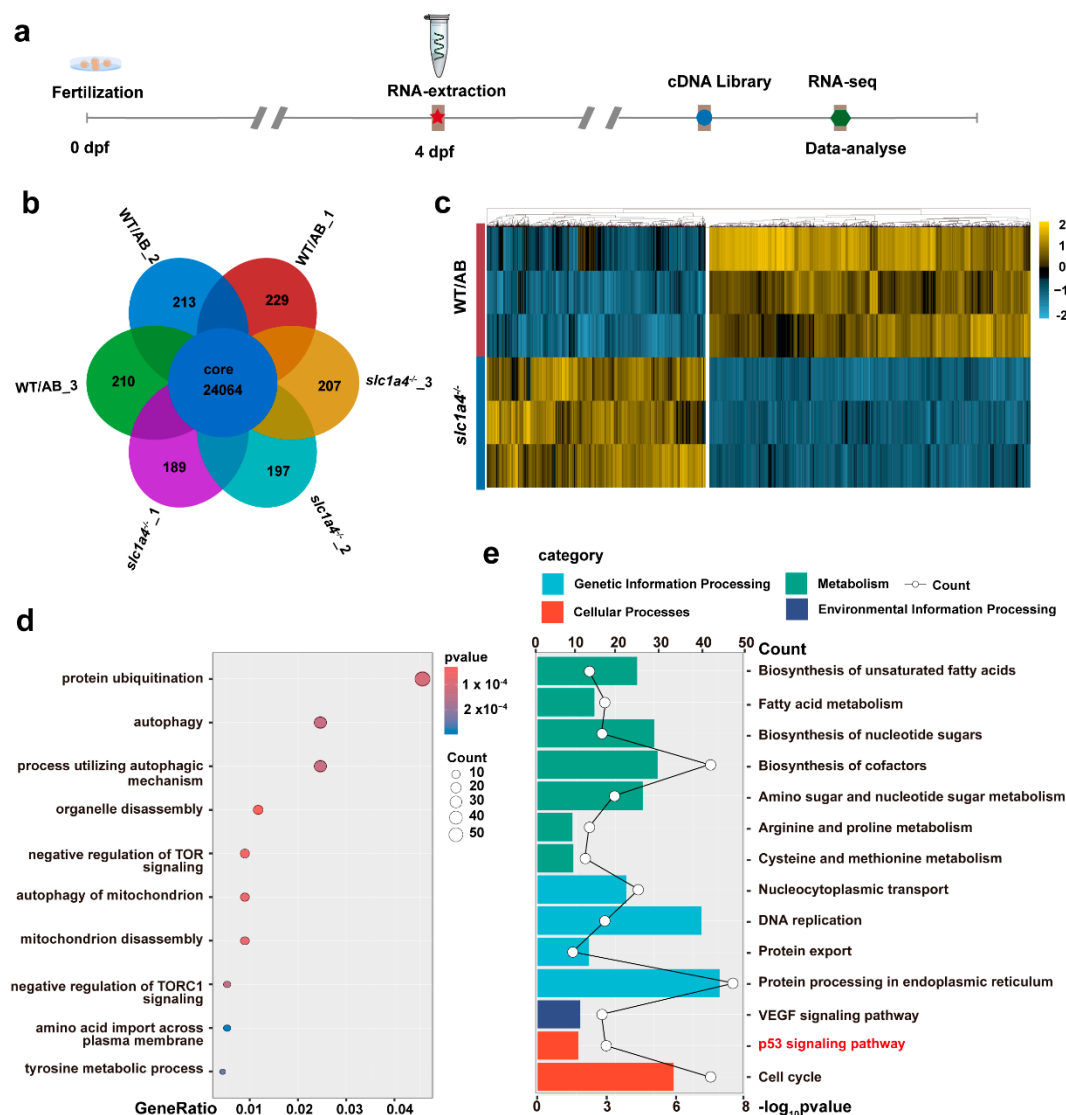 a
Fertilization
0 dpf
RNA-extraction
4 dpf
cDNA Library
RNA-seq
Data-analyse
b
WT/AB_2
WT/AB_1
213
229
WT/AB_3
210
core
24064
207
slc1a4-/-_3
189
197
slc1a4-/-_1
slc1a4-/-_2
c
WT/AB
slc1a4-/-
2
1
0
−1
-2
d
protein ubiquitination
autophagy
process utilizing autophagic
mechanism
organelle disassembly
negative regulation of TOR
signaling
autophagy of mitochondrion
mitochondrion disassembly
negative regulation of TORC1
signaling
amino acid import across
plasma membrane
tyrosine metabolic process
GeneRatio
0.01
0.02
0.03
0.04
pvalue
1 x 10⁻⁴
2 x10⁻⁴
Count
10
20
30
40
50
e
category
Genetic Information Processing
Metabolism
Count
Cellular Processes
Environmental Information Processing
0 10 20 30 40 50
Count
Biosynthesis of unsaturated fatty acids
Fatty acid metabolism
Biosynthesis of nucleotide sugars
Biosynthesis of cofactors
Amino sugar and nucleotide sugar metabolism
Arginine and proline metabolism
Cysteine and methionine metabolism
Nucleocytoplasmic transport
DNA replication
Protein export
Protein processing in endoplasmic reticulum
VEGF signaling pathway
p53 signaling pathway
Cell cycle
0 3 6 8
-log₁₀pvalue